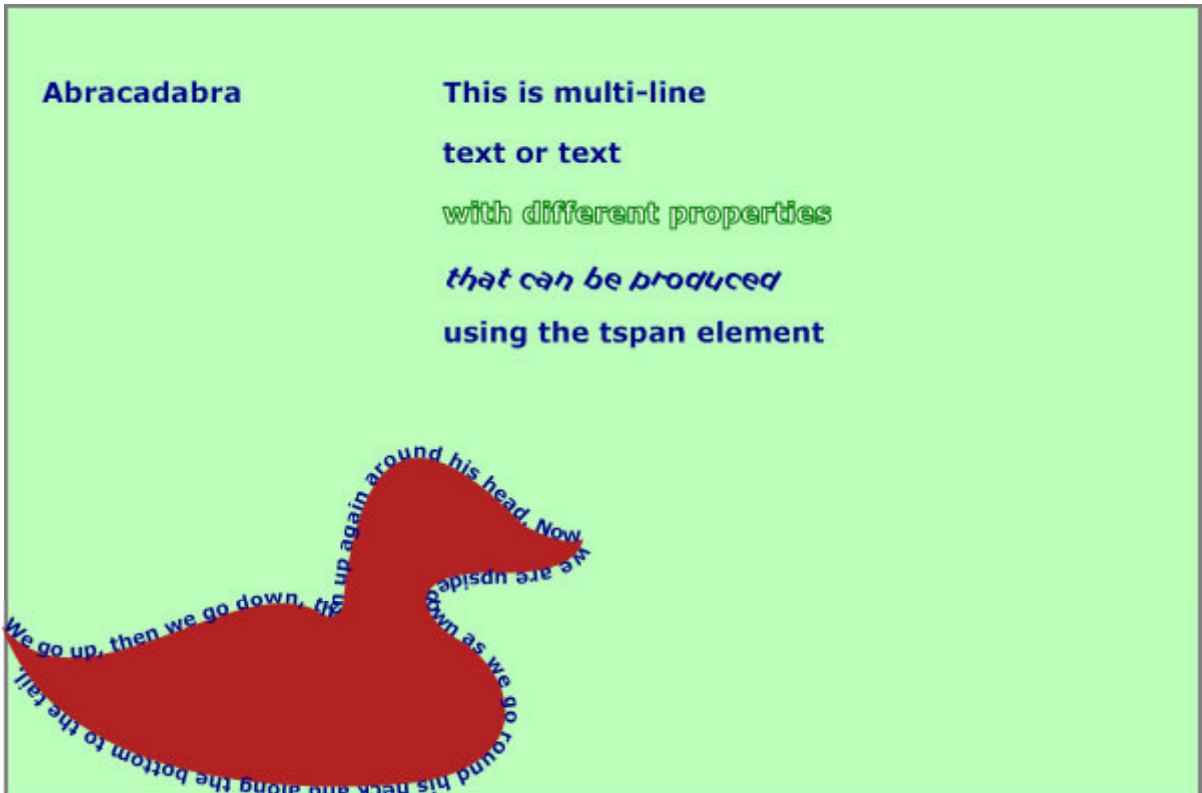 Abracadabra
This is multi-line
text or text
with different properties
that can be produced
using the tspan element
We go up, then we go down, then up again around his head. Now we are upside down as we go round his neck and along the bottom to the tail.